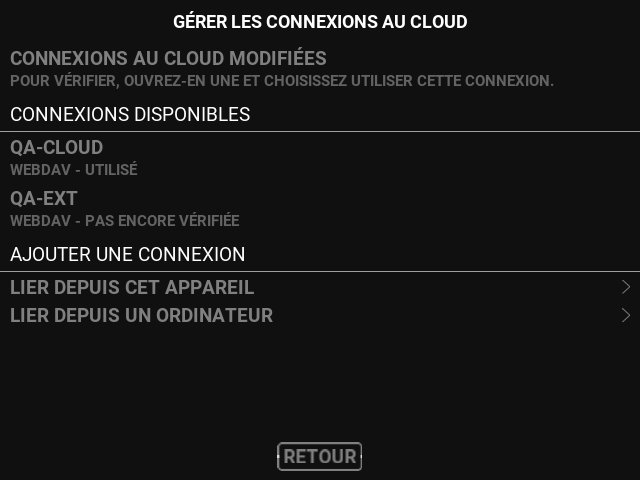 GÉRER LES CONNEXIONS AU CLOUD
CONNEXIONS AU CLOUD MODIFIÉES
POUR VÉRIFIER, OUVREZ-EN UNE ET CHOISISSEZ UTILISER CETTE CONNEXION.
CONNEXIONS DISPONIBLES
QA-CLOUD
WEBDAV - UTILISÉ
QA-EXT
WEBDAV - PAS ENCORE VÉRIFIÉE
AJOUTER UNE CONNEXION
LIER DEPUIS CET APPAREIL
LIER DEPUIS UN ORDINATEUR
RETOUR